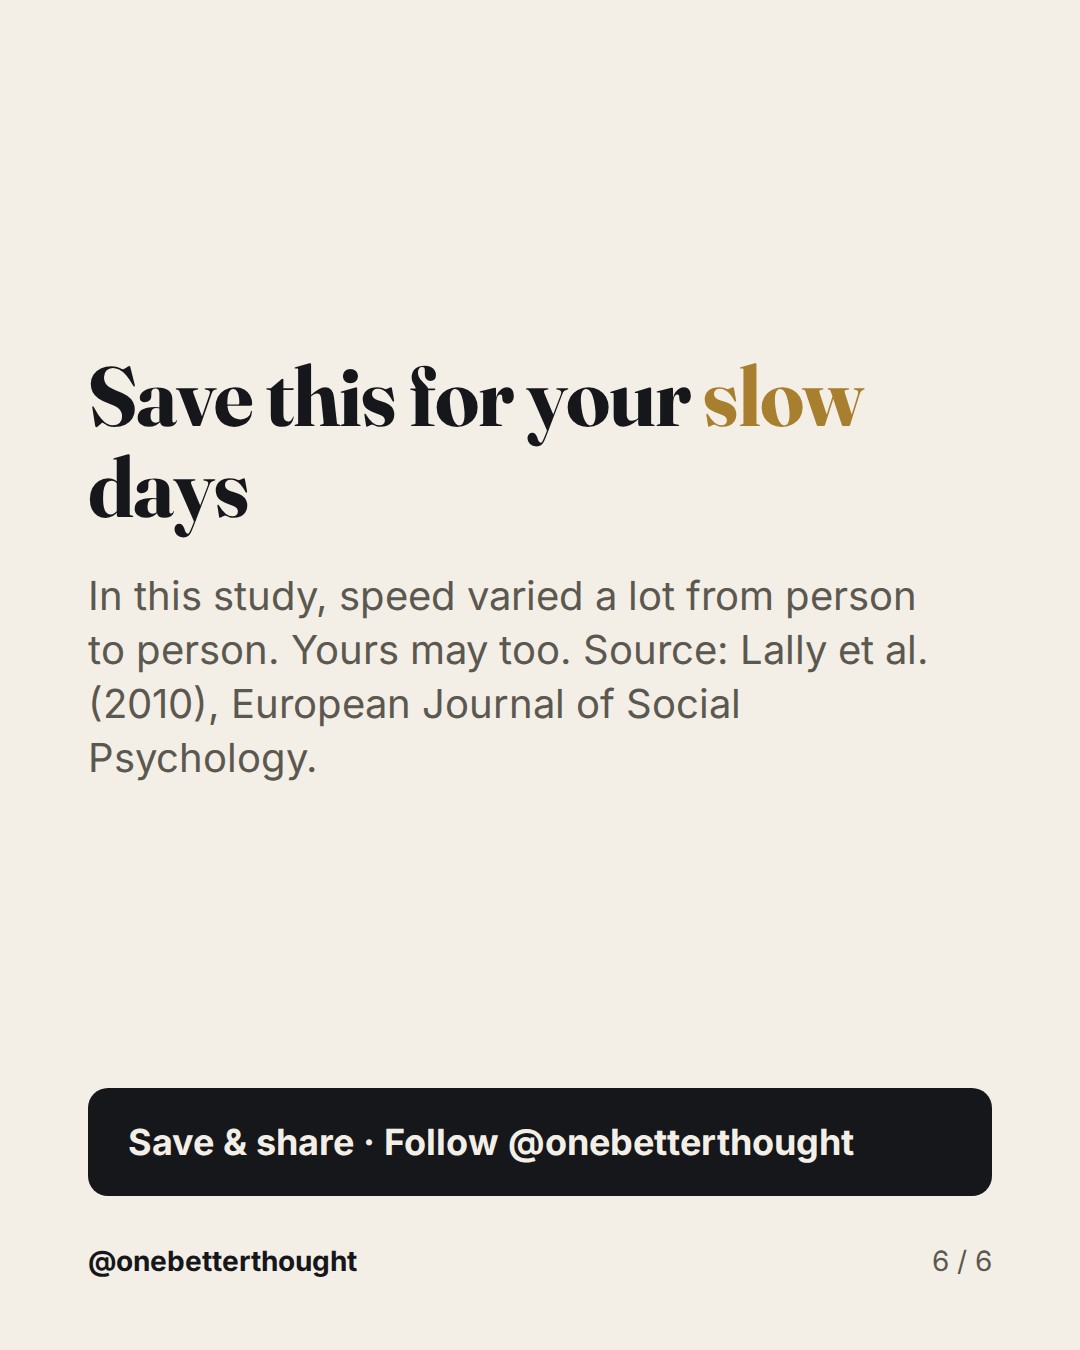 Save this for your slow
days
In this study, speed varied a lot from person
to person. Yours may too. Source: Lally et al.
(2010), European Journal of Social
Psychology.
Save & share · Follow @onebetterthought
@onebetterthought
6 / 6